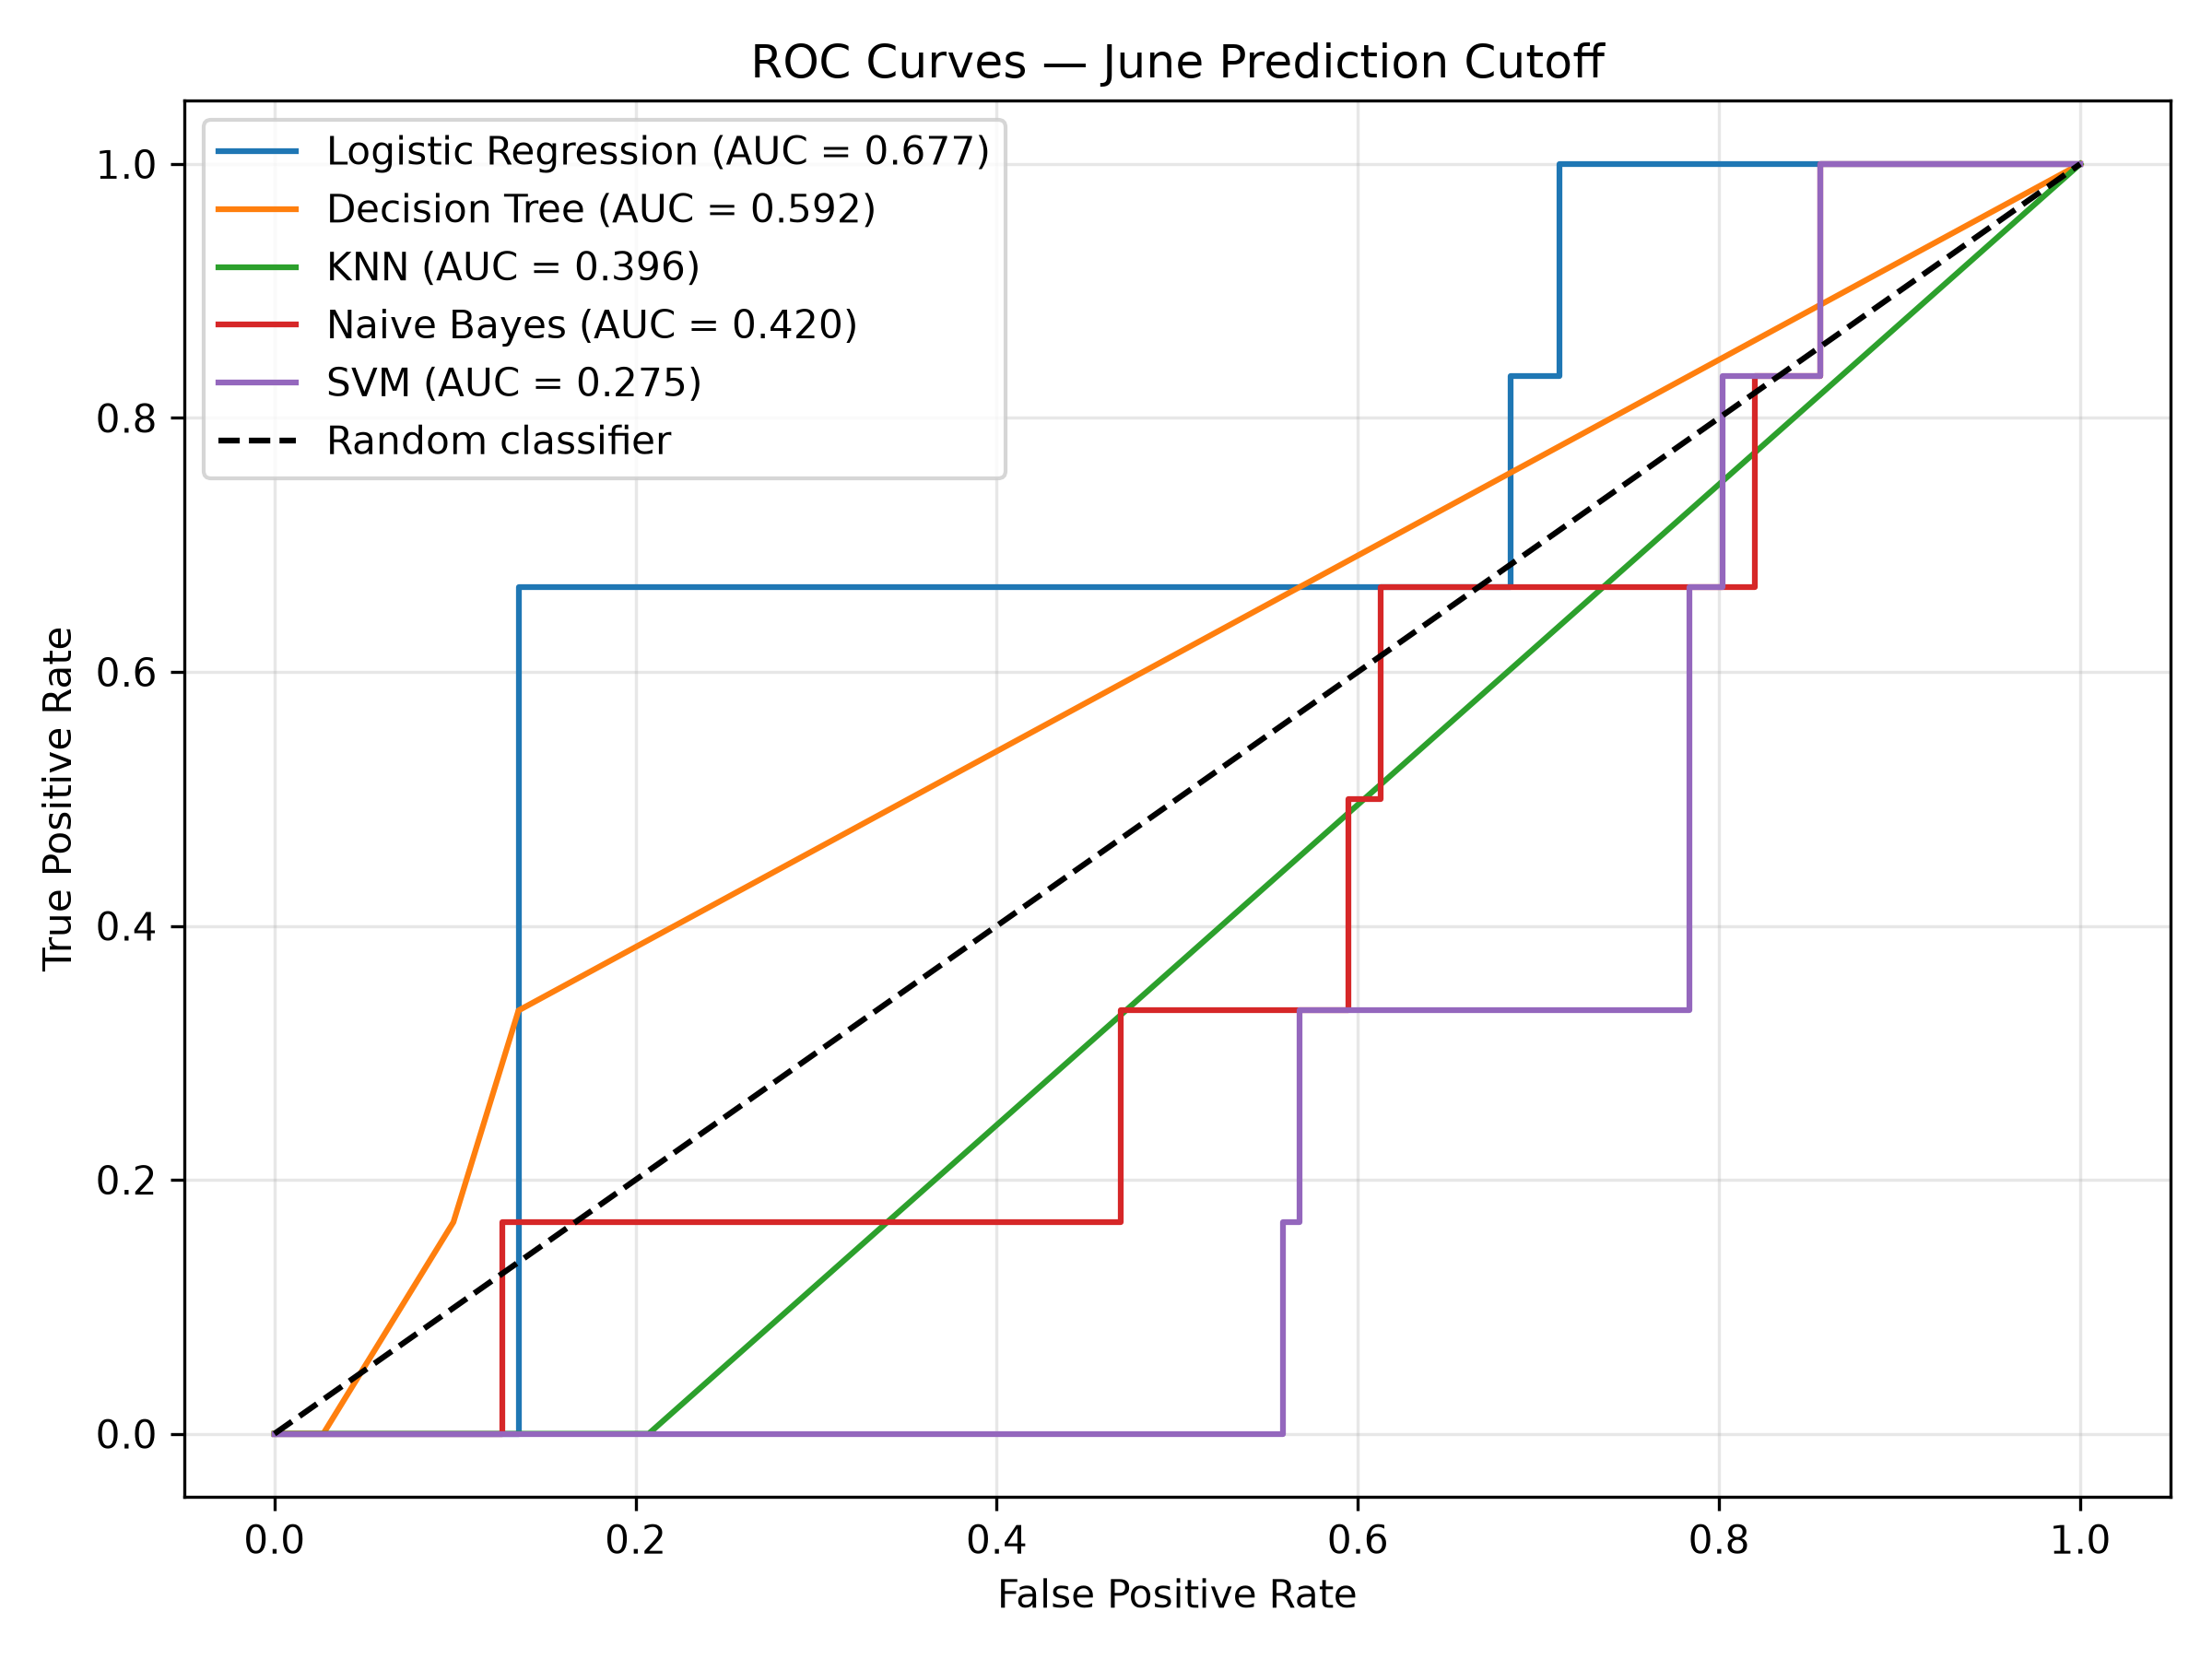 ROC Curves — June Prediction Cutoff
Logistic Regression (AUC = 0.677)
Decision Tree (AUC = 0.592)
KNN (AUC = 0.396)
Naive Bayes (AUC = 0.420)
SVM (AUC = 0.275)
Random classifier
True Positive Rate
1.0
0.8
0.6
0.4
0.2
0.0
0.0 0.2 0.4 0.6 0.8 1.0
False Positive Rate